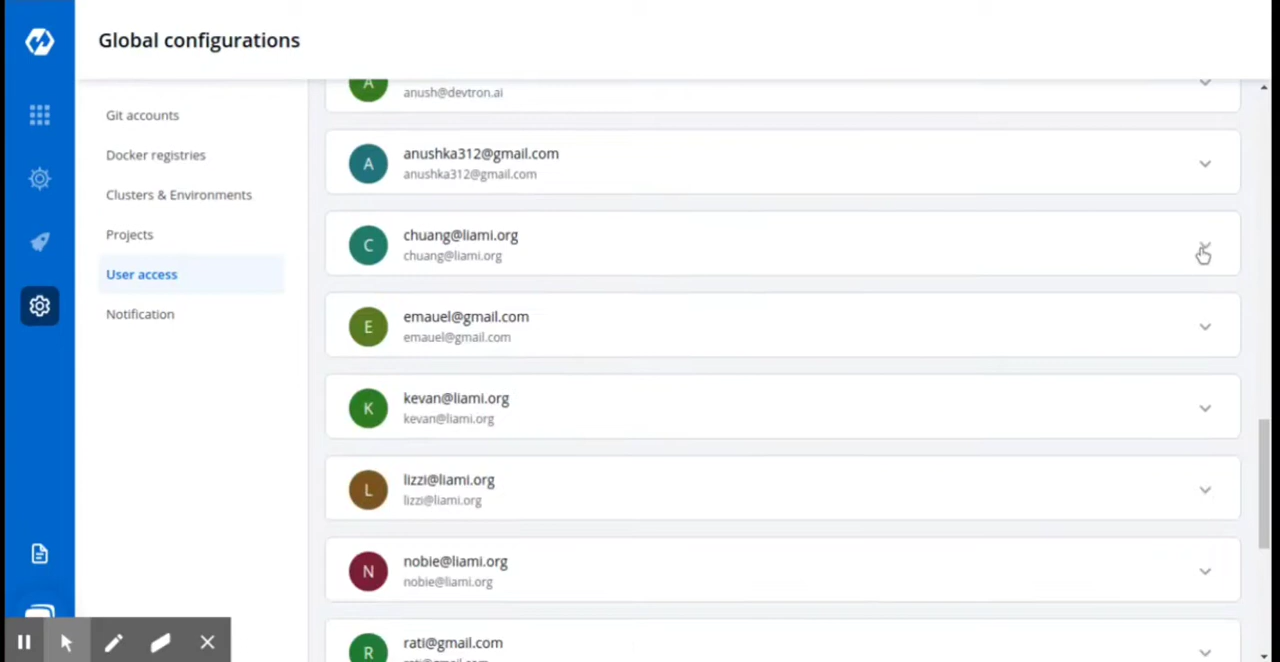 Global configurations
Git accounts
Docker registries
Clusters & Environments
Projects
User access
Notification
A
anush@devtron.ai
A
anushka312@gmail.com
anushka312@gmail.com
C
chuang@liami.org
chuang@liami.org
E
emauel@gmail.com
emauel@gmail.com
K
kevan@liami.org
kevan@liami.org
L
lizzi@liami.org
lizzi@liami.org
N
nobie@liami.org
nobie@liami.org
R
rati@gmail.com